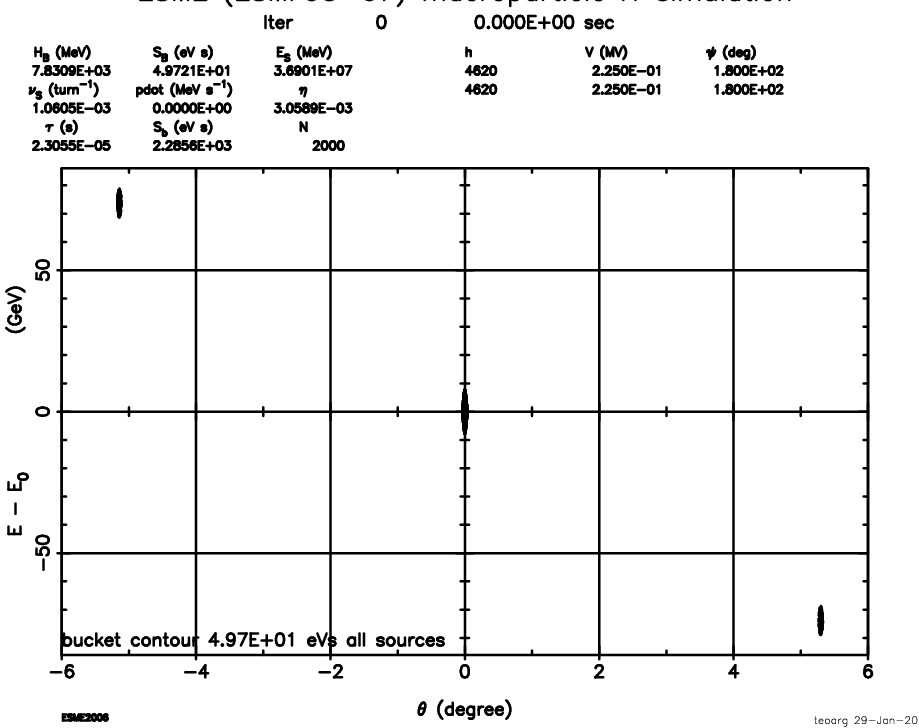 Iter 0 0.000E+00 sec
H_B (MeV) S_B (eV s) E_S (MeV) h V (MV) ψ (deg)
7.8309E+03 4.9721E+01 3.6901E+07 4620 2.250E-01 1.800E+02
ν_S (turn⁻¹) pdot (MeV s⁻¹) η 4620 2.250E-01 1.800E+02
1.0605E-03 0.0000E+00 3.0589E-03
τ (s) S_b (eV s) N
2.3055E-05 2.2856E+03 2000
50
(GeV)
0
E − E_0
−50
bucket contour 4.97E+01 eVs all sources
−6 −4 −2 0 2 4 6
θ (degree)
ESME2006
teoarg 29-Jan-20